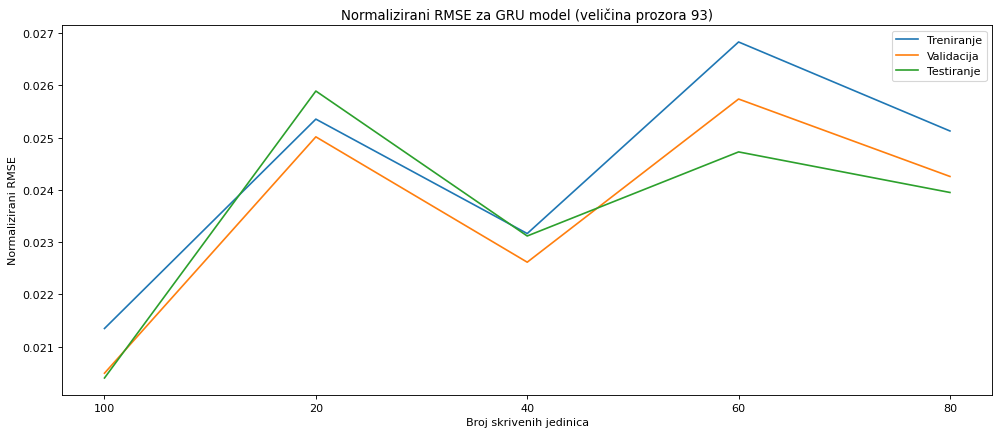 Normalizirani RMSE za GRU model (veličina prozora 93)
Treniranje
Validacija
Testiranje
0.027
0.026
0.025
0.024
0.023
0.022
0.021
Normalizirani RMSE
100 20 40 60 80
Broj skrivenih jedinica